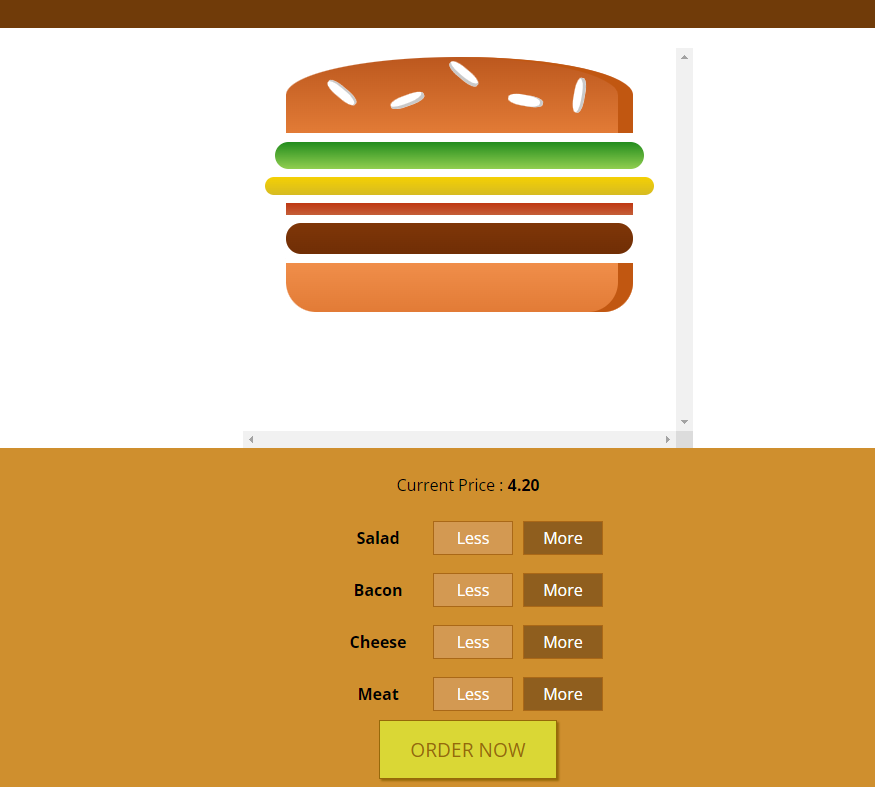 Current Price : 4.20
Salad Less More
Bacon Less More
Cheese Less More
Meat Less More
ORDER NOW